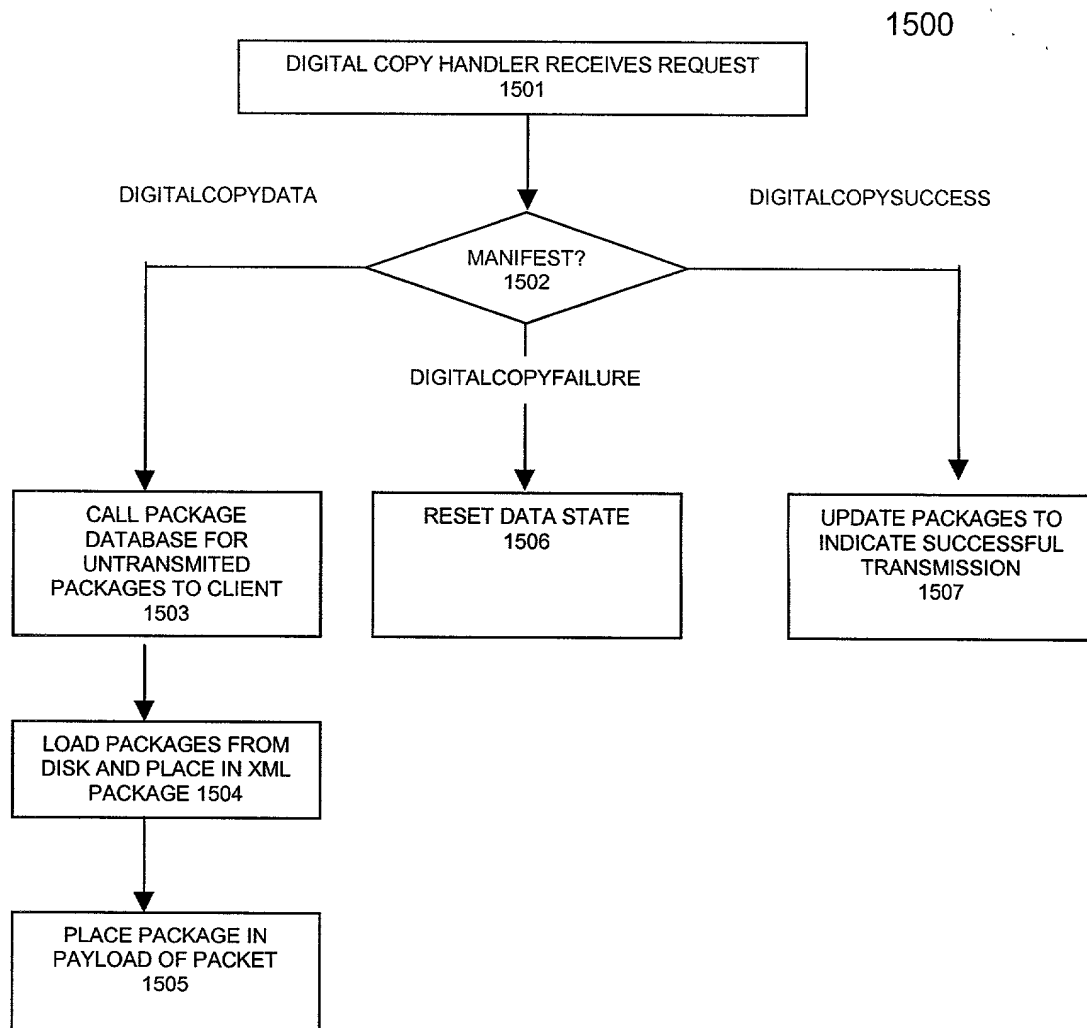 1500
DIGITAL COPY HANDLER RECEIVES REQUEST
1501
DIGITALCOPYDATA
DIGITALCOPYSUCCESS
MANIFEST?
1502
DIGITALCOPYFAILURE
CALL PACKAGE
DATABASE FOR
UNTRANSMITED
PACKAGES TO CLIENT
1503
RESET DATA STATE
1506
UPDATE PACKAGES TO
INDICATE SUCCESSFUL
TRANSMISSION
1507
LOAD PACKAGES FROM
DISK AND PLACE IN XML
PACKAGE 1504
PLACE PACKAGE IN
PAYLOAD OF PACKET
1505